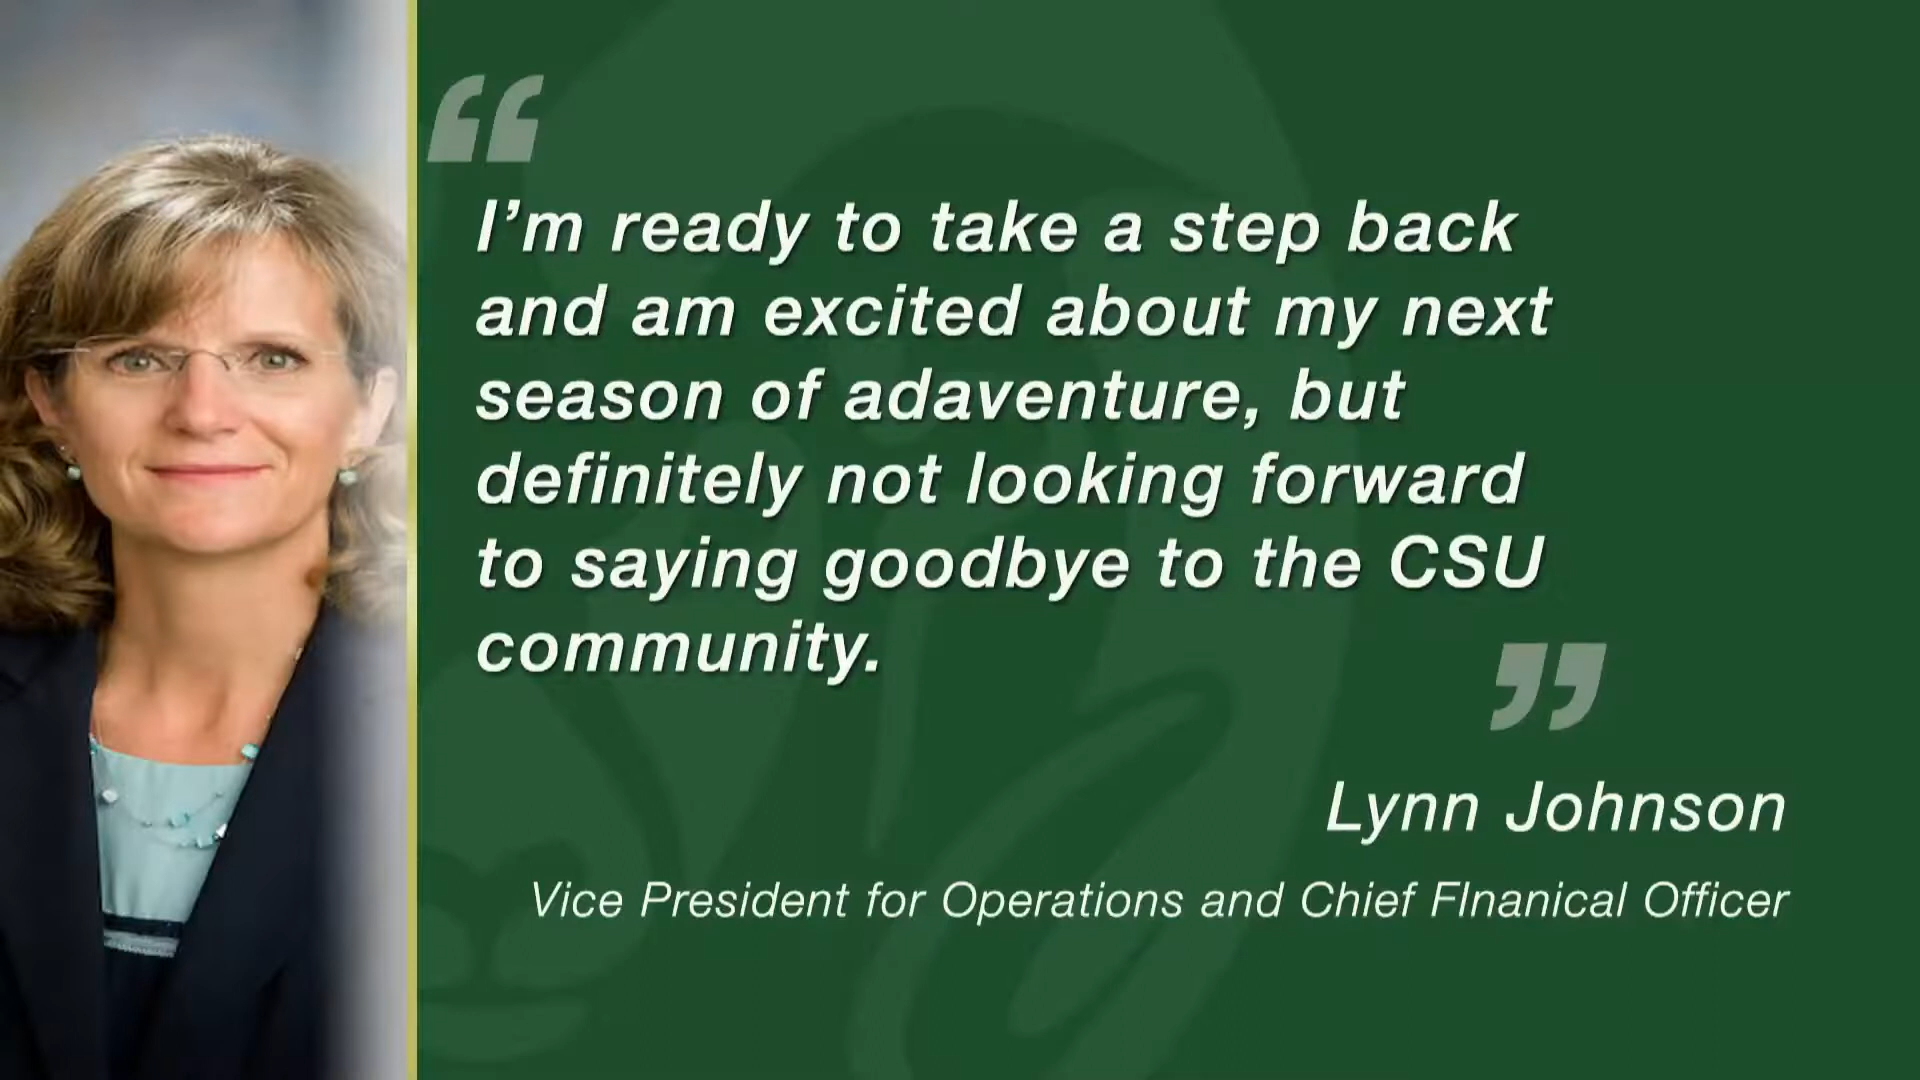 “
I’m ready to take a step back
and am excited about my next
season of adaventure, but
definitely not looking forward
to saying goodbye to the CSU
community.
”
Lynn Johnson
Vice President for Operations and Chief FInanical Officer